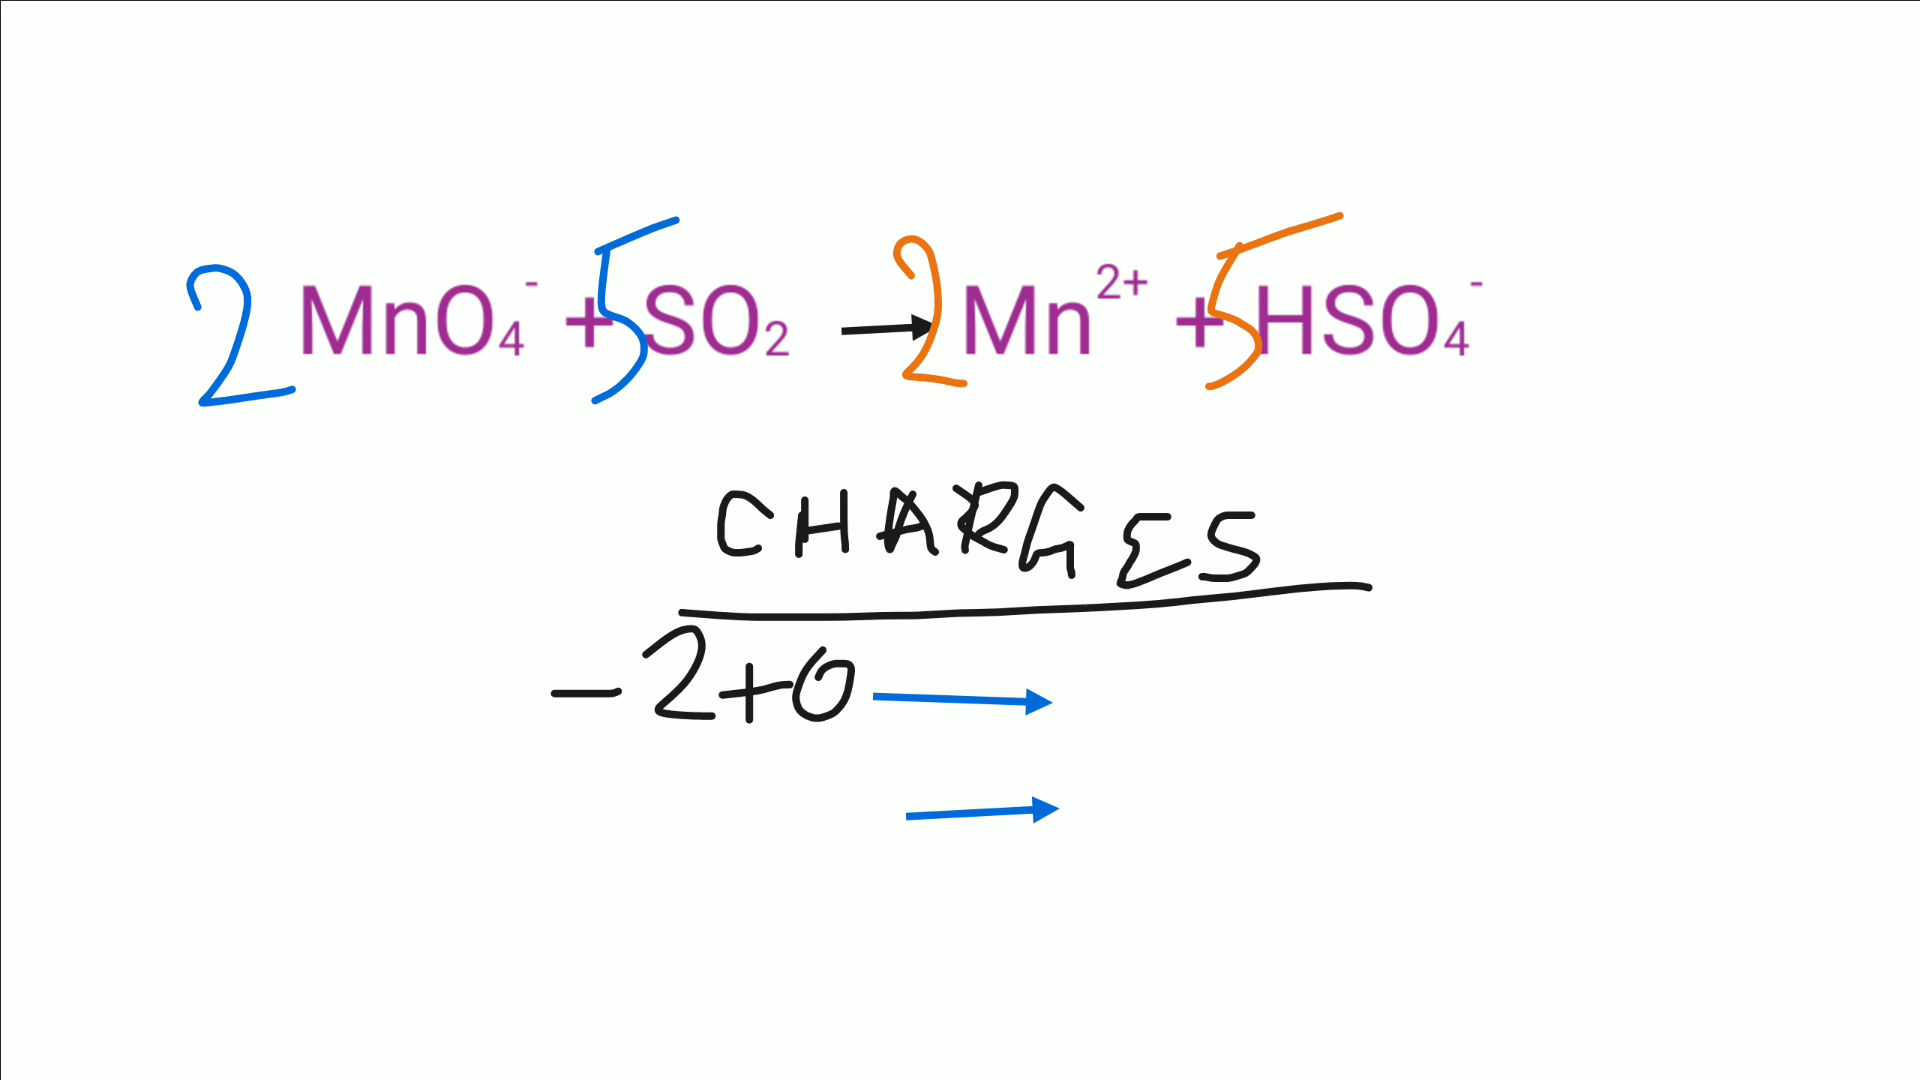 2 MnO₄⁻ + 5 SO₂ → 2 Mn²⁺ + 5 HSO₄⁻
CHARGES
-2+0 →
→